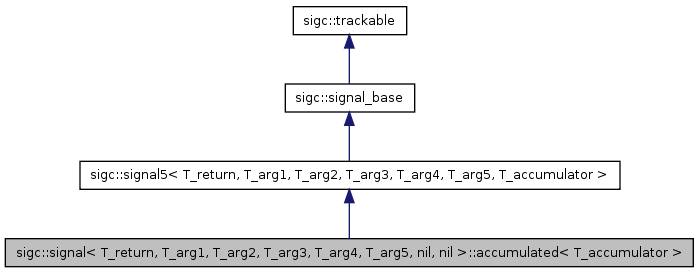 sigc::trackable
sigc::signal_base
sigc::signal5< T_return, T_arg1, T_arg2, T_arg3, T_arg4, T_arg5, T_accumulator >
sigc::signal< T_return, T_arg1, T_arg2, T_arg3, T_arg4, T_arg5, nil, nil >::accumulated< T_accumulator >